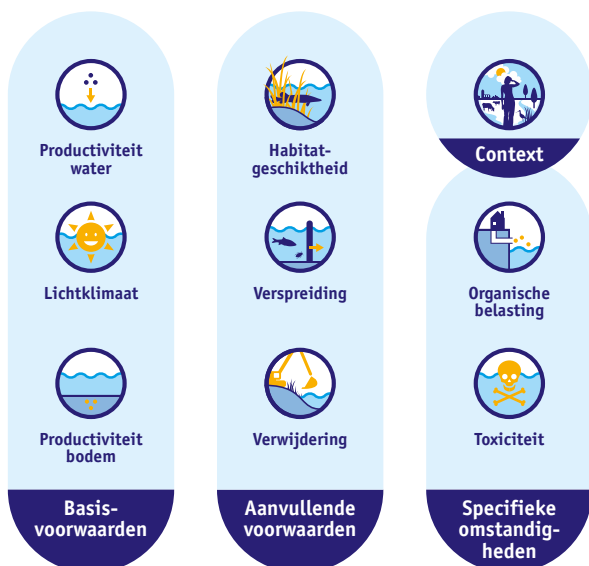 Productiviteit
water
Lichtklimaat
Productiviteit
bodem
Basis-
voorwaarden
Habitat-
geschiktheid
Verspreiding
Verwijdering
Aanvullende
voorwaarden
Context
Organische
belasting
Toxiciteit
Specifieke
omstandig-
heden